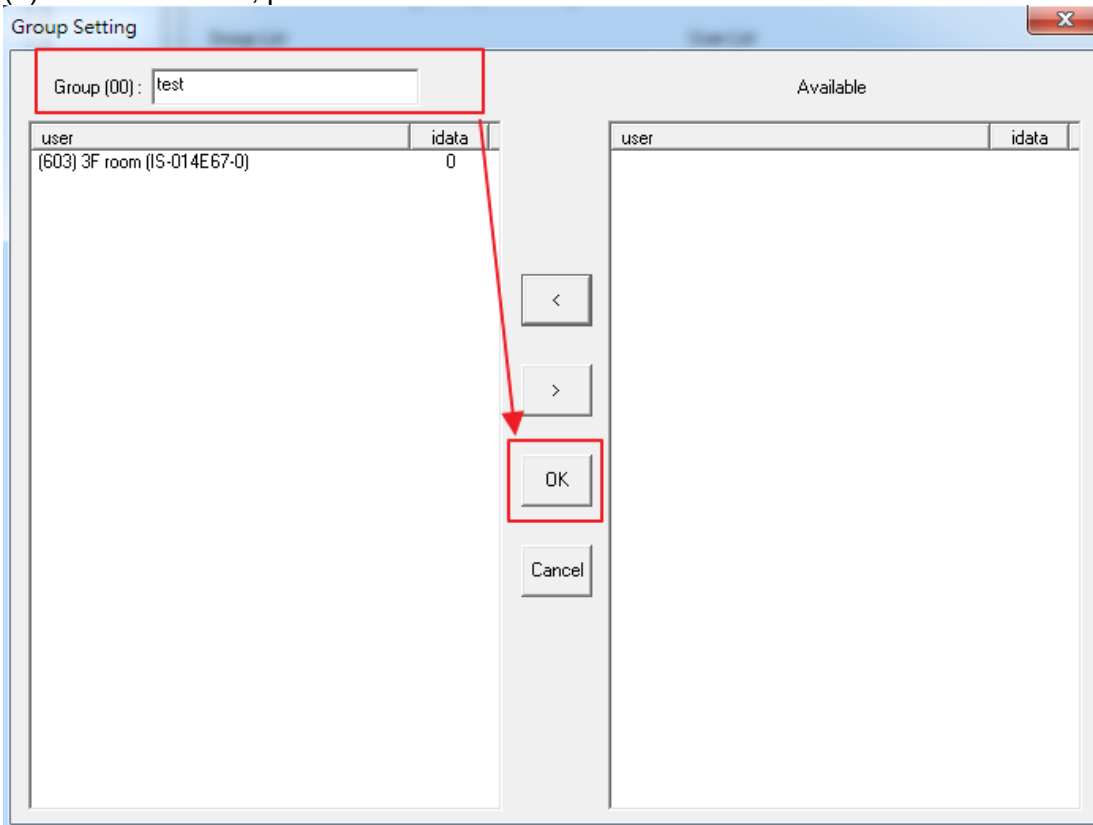 Group Setting
x
Group (00) : test
Available
user idata
(603) 3F room (IS-014E67-0) 0
user idata
<
>
OK
Cancel